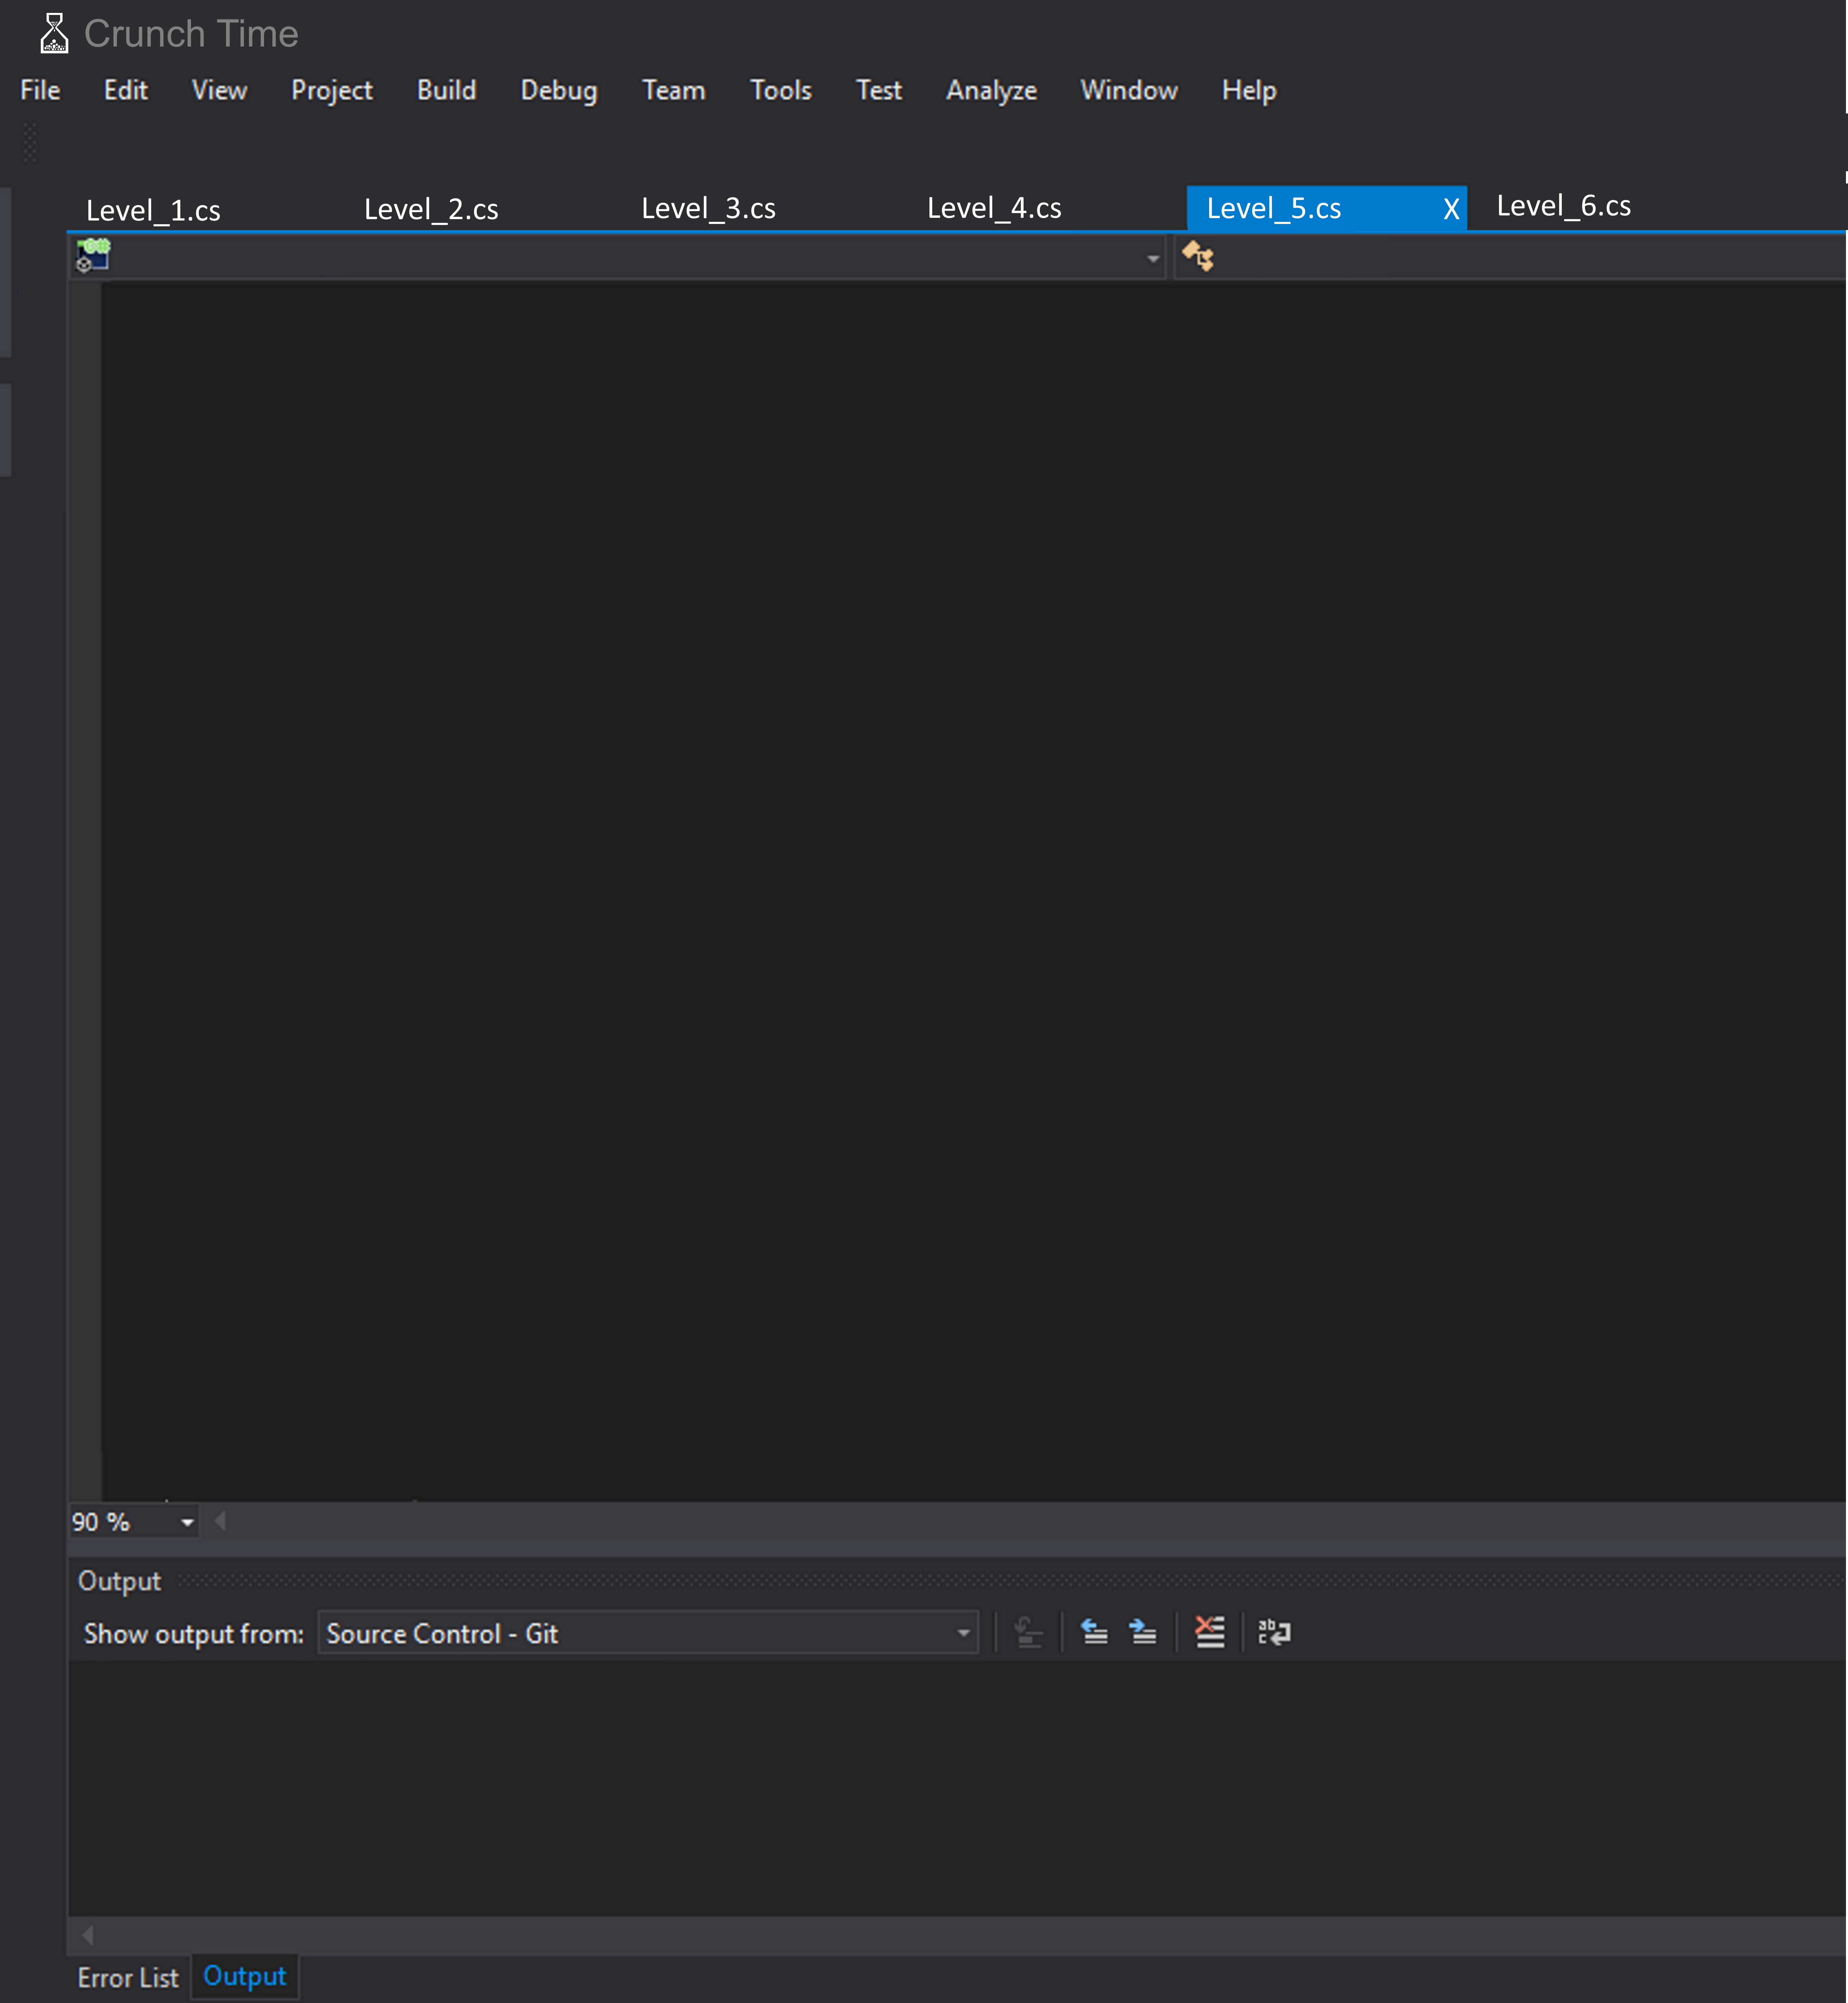 Crunch Time
File Edit View Project Build Debug Team Tools Test Analyze Window Help
Level_1.cs Level_2.cs Level_3.cs Level_4.cs Level_5.cs X Level_6.cs
90 %
Output
Show output from: Source Control - Git
Error List Output